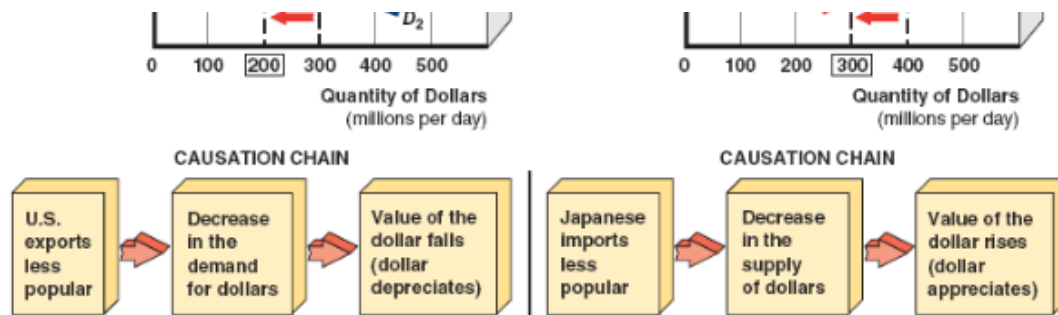 D2
0 100 200 300 400 500
Quantity of Dollars
(millions per day)
CAUSATION CHAIN
U.S.
exports
less
popular
Decrease
in the
demand
for dollars
Value of the
dollar falls
(dollar
depreciates)
0 100 200 300 400 500
Quantity of Dollars
(millions per day)
CAUSATION CHAIN
Japanese
imports
less
popular
Decrease
in the
supply
of dollars
Value of the
dollar rises
(dollar
appreciates)